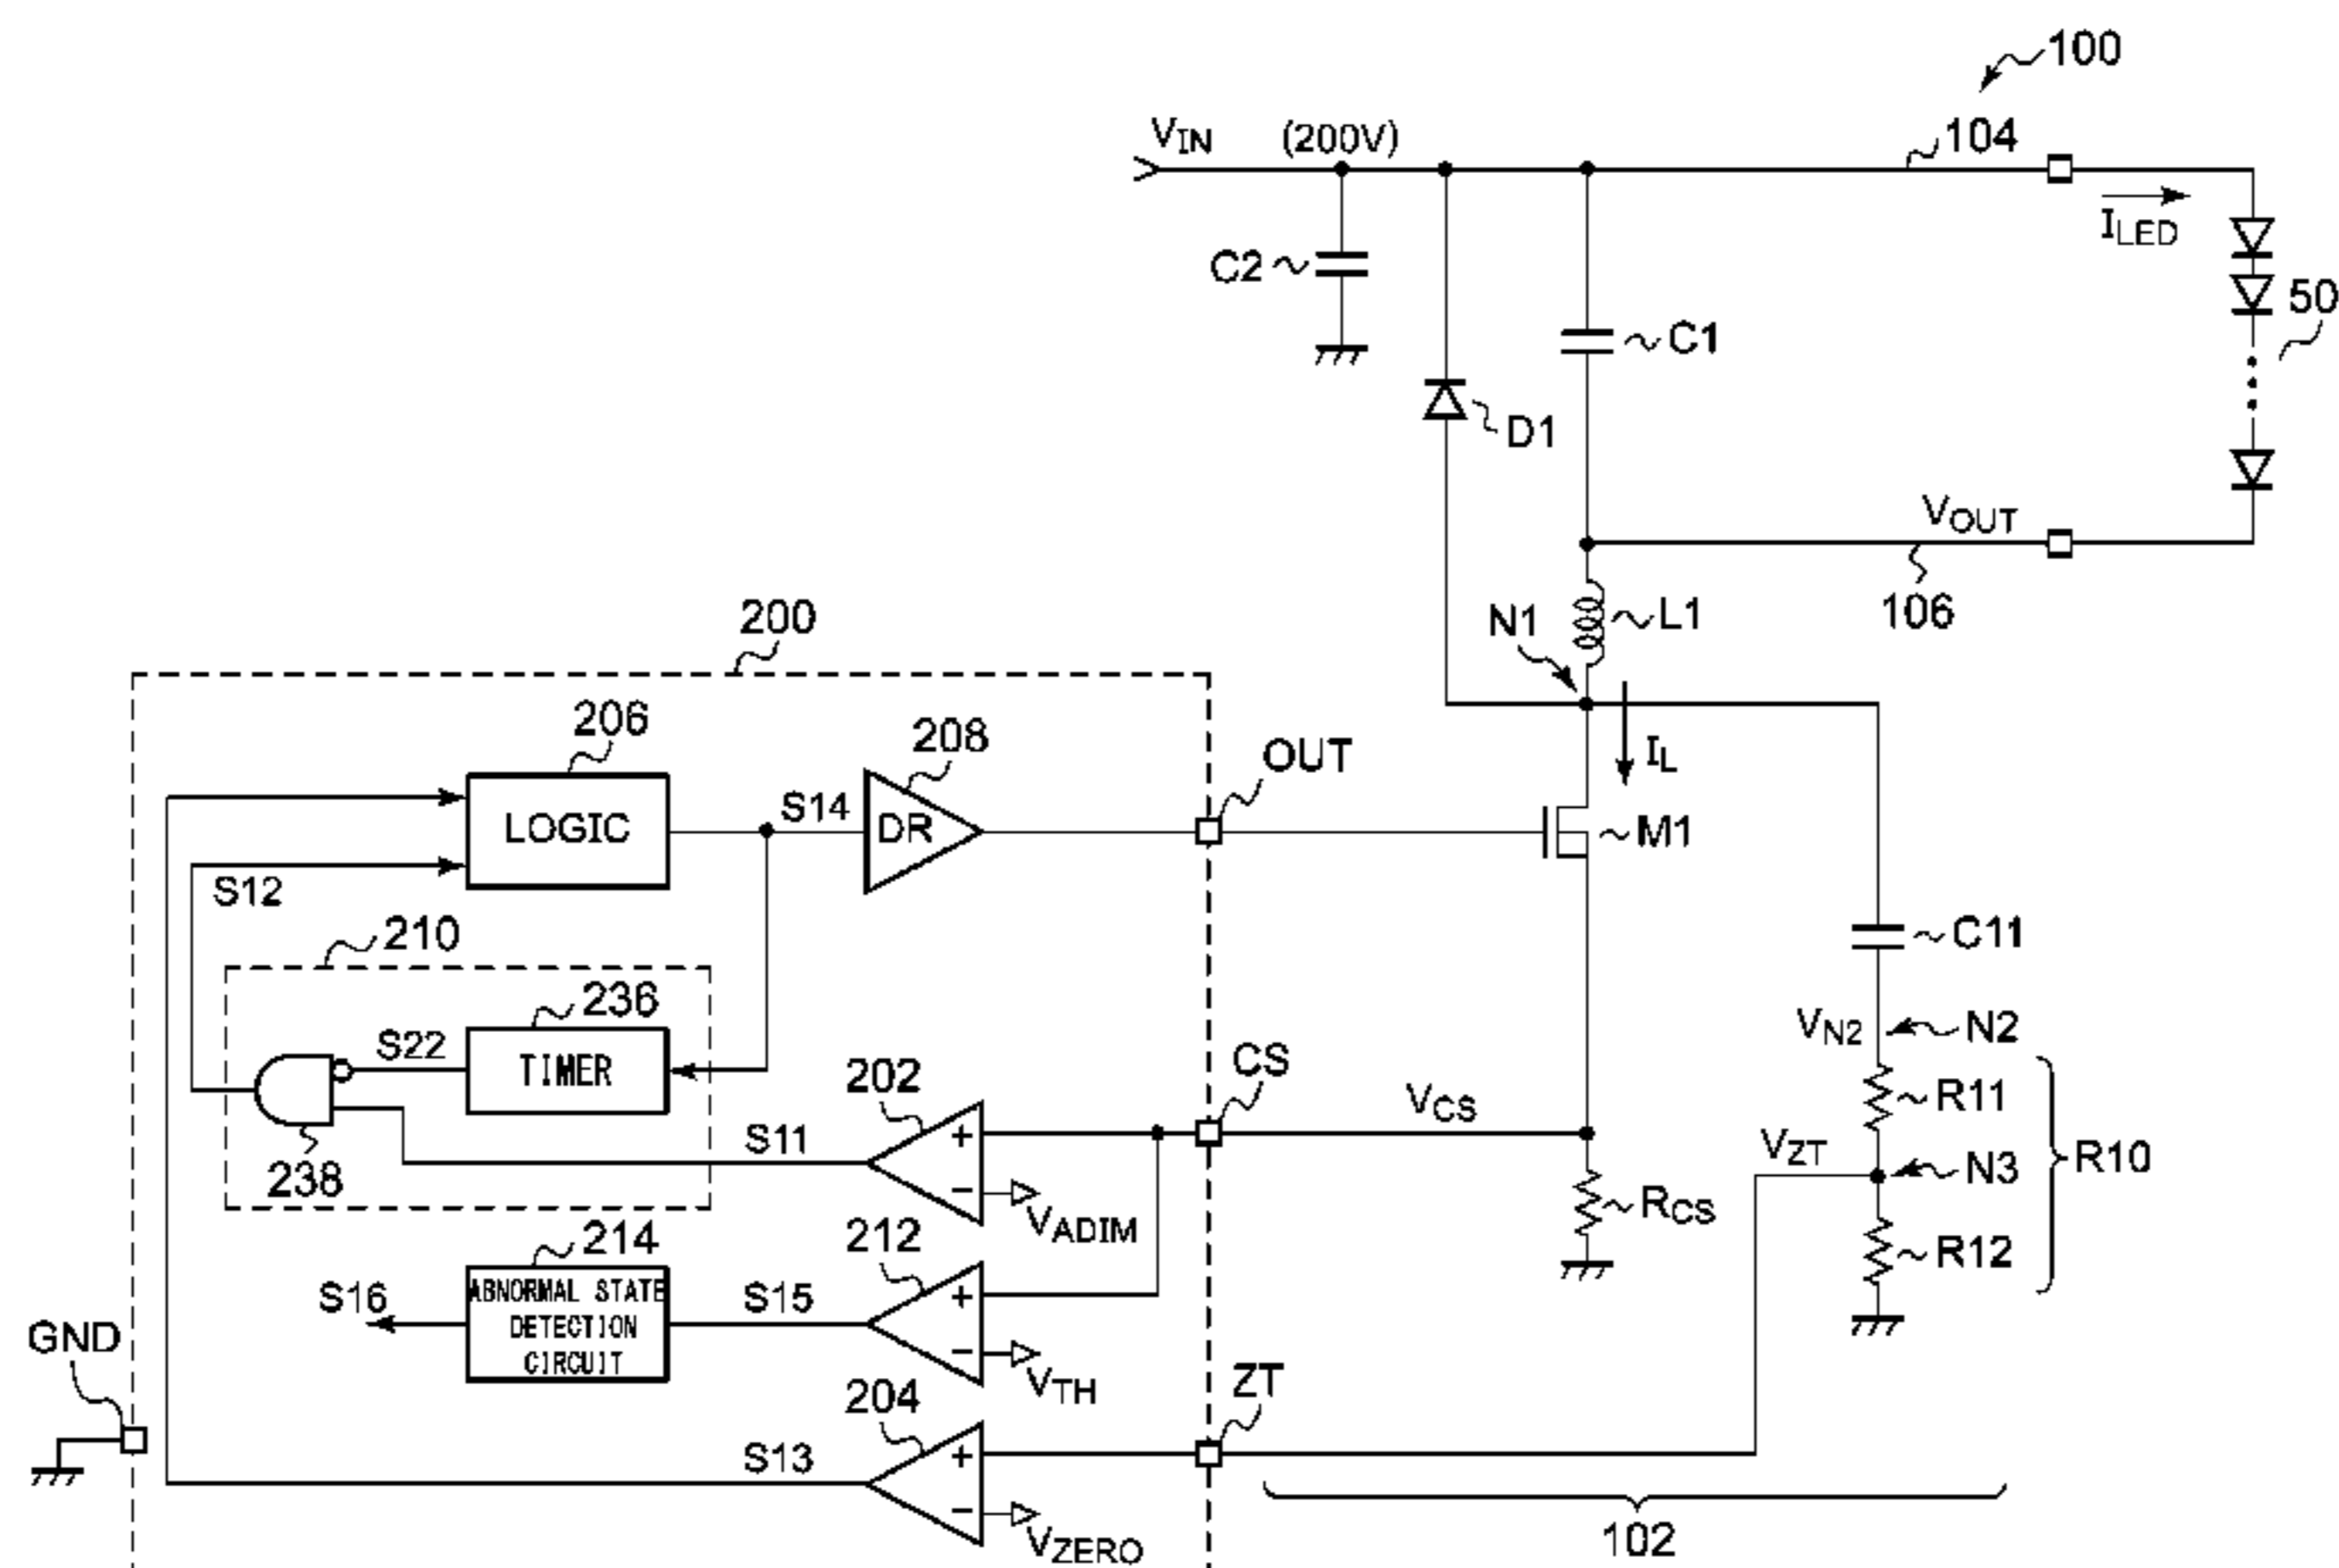 100
VIN (200V)
104
ILED
C2
C1
50
D1
VOUT
106
N1
L1
200
206
208
OUT
IL
LOGIC
S14
DR
M1
S12
210
C11
236
VN2
N2
S22
TIMER
202
CS
VCS
R11
S11
VZT
N3
R10
238
VADIM
RCS
214
212
R12
S16
ABNORMAL STATE
DETECTION
CIRCUIT
S15
GND
VTH
ZT
204
S13
VZERO
102